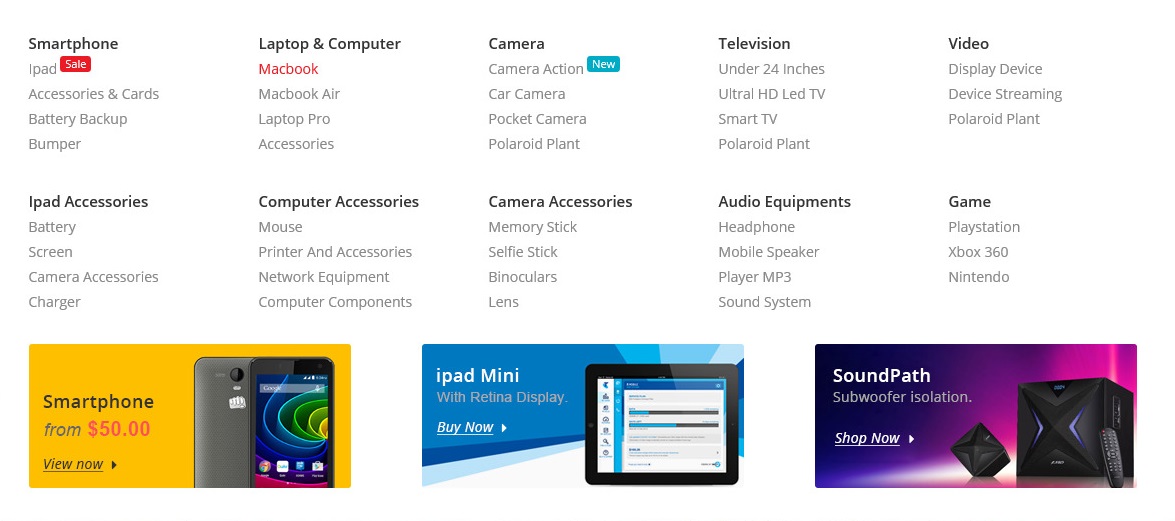 Smartphone
Ipad Sale
Accessories & Cards
Battery Backup
Bumper
Laptop & Computer
Macbook
Macbook Air
Laptop Pro
Accessories
Camera
Camera Action New
Car Camera
Pocket Camera
Polaroid Plant
Television
Under 24 Inches
Ultral HD Led TV
Smart TV
Polaroid Plant
Video
Display Device
Device Streaming
Polaroid Plant
Ipad Accessories
Battery
Screen
Camera Accessories
Charger
Computer Accessories
Mouse
Printer And Accessories
Network Equipment
Computer Components
Camera Accessories
Memory Stick
Selfie Stick
Binoculars
Lens
Audio Equipments
Headphone
Mobile Speaker
Player MP3
Sound System
Game
Playstation
Xbox 360
Nintendo
Smartphone
from $50.00
View now
Google
ipad Mini
With Retina Display.
Buy Now
SoundPath
Subwoofer isolation.
Shop Now